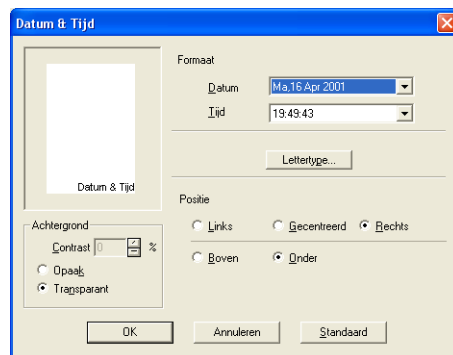 Datum & Tijd
Formaat
Datum Ma,16 Apr 2001
Tijd 19:49:43
Lettertype...
Datum & Tijd
Positie
Links Gecentreerd Rechts
Boven Onder
Achtergrond
Contrast 0 %
Opaak
Transparant
OK Annuleren Standaard